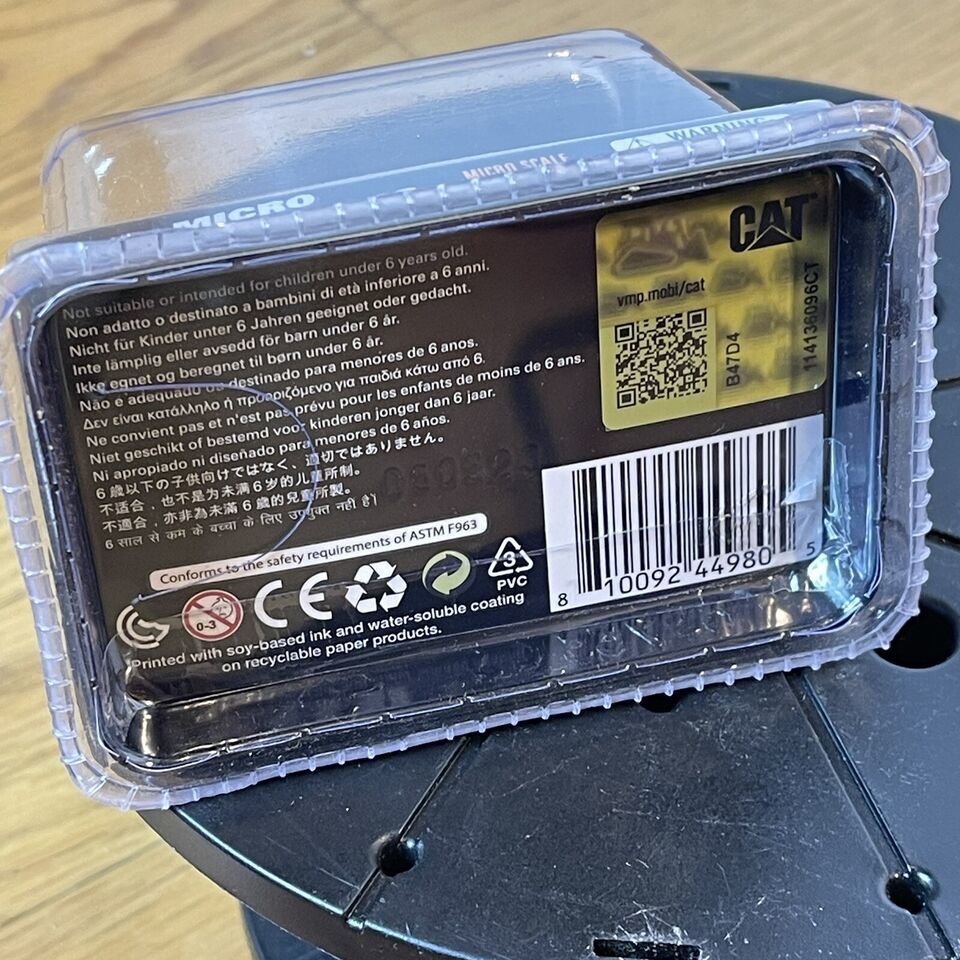 WARNING
MICRO
MICRO SCALE
Not suitable or intended for children under 6 years old.
Non adatto o destinato a bambini di età inferiore a 6 anni.
Nicht für Kinder unter 6 Jahren geeignet oder gedacht.
Inte lämplig eller avsedd för barn under 6 år.
Ikke egnet og beregnet til børn under 6 år.
Não e adequado ou destinado para menores de 6 anos.
Δεν είναι κατάλληλο ή προοριζόμενο για παιδιά κάτω από 6.
Ne convient pas et n'est pas prévu pour les enfants de moins de 6 ans.
Niet geschikt of bestemd voor kinderen jonger dan 6 jaar.
Ni apropiado ni diseñado para menores de 6 años.
6歳以下の子供向けではなく、適切ではありません。
不适合，也不是为未满6岁的儿童所制。
不適合，亦非為未滿6歲的兒童所製。
6 साल से कम के बच्चा के लिए उपयुक्त नहीं है।
Conforms to the safety requirements of ASTM F963
0-3
CE
3
PVC
Printed with soy-based ink and water-soluble coating
on recyclable paper products.
CAT
vmp.mobi/cat
B47D4
114136096CT
8 10092 44980 5